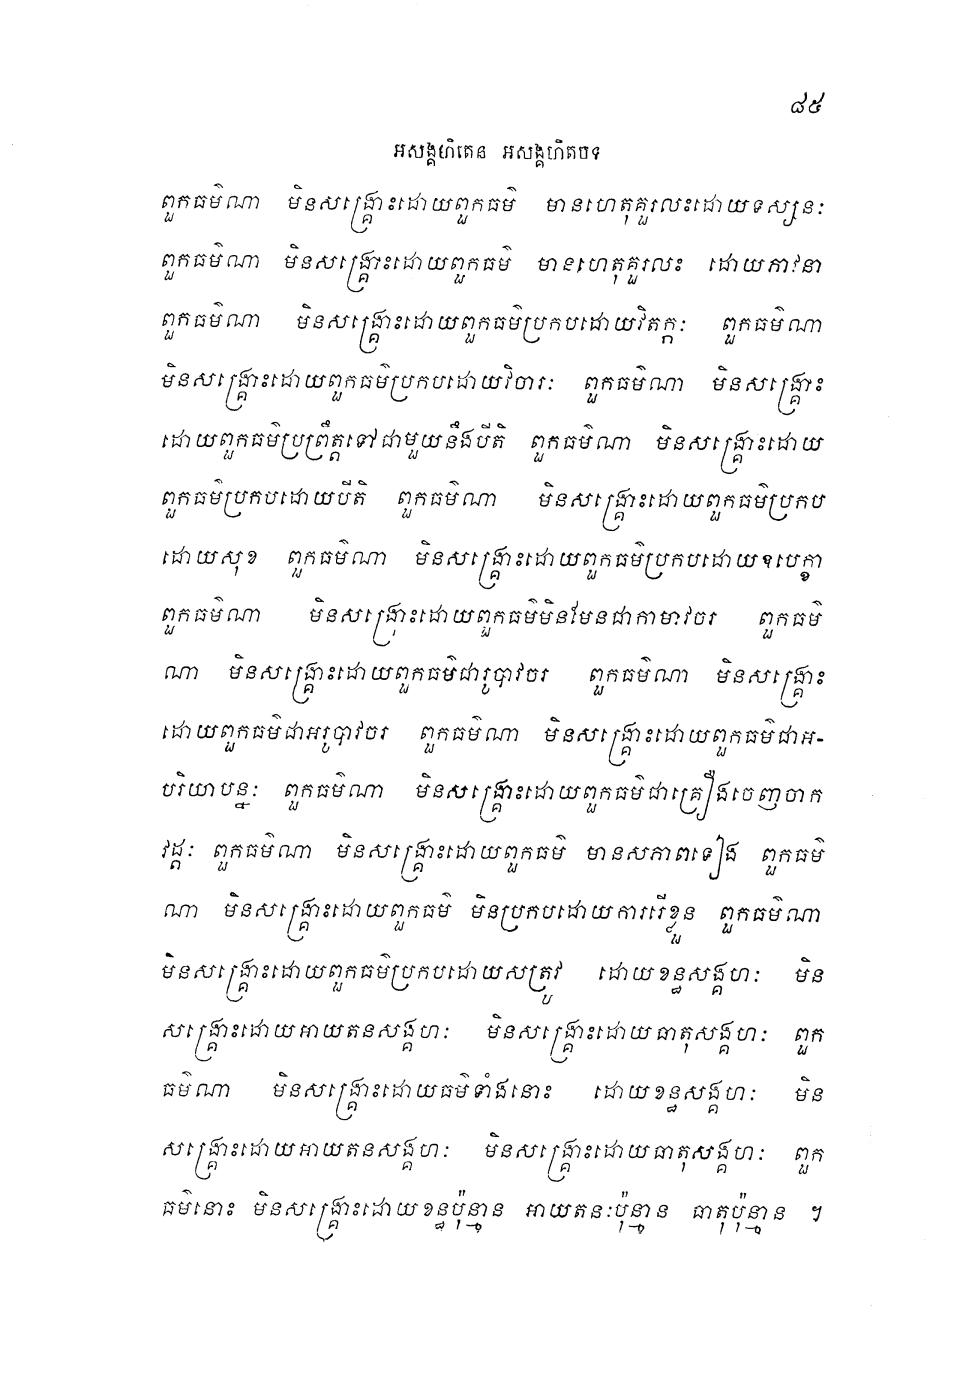 ៨៥
អសង្គហិតេន អសង្គហិតបទ
ពួកធម៌ណា មិនសង្គ្រោះដោយពួកធម៌ មានហេតុគួរលះដោយទស្សនៈ
ពួកធម៌ណា មិនសង្គ្រោះដោយពួកធម៌ មានហេតុគួរលះ ដោយភាវនា
ពួកធម៌ណា មិនសង្គ្រោះដោយពួកធម៌ប្រកបដោយវិតក្កៈ ពួកធម៌ណា
មិនសង្គ្រោះដោយពួកធម៌ប្រកបដោយវិចារៈ ពួកធម៌ណា មិនសង្គ្រោះ
ដោយពួកធម៌ប្រព្រឹត្តទៅជាមួយនឹងបីតិ ពួកធម៌ណា មិនសង្គ្រោះដោយ
ពួកធម៌ប្រកបដោយបីតិ ពួកធម៌ណា មិនសង្គ្រោះដោយពួកធម៌ប្រកប
ដោយសុខ ពួកធម៌ណា មិនសង្គ្រោះដោយពួកធម៌ប្រកបដោយឧបេក្ខា
ពួកធម៌ណា មិនសង្គ្រោះដោយពួកធម៌មិនមែនជាកាមាវចរ ពួកធម៌
ណា មិនសង្គ្រោះដោយពួកធម៌ជារូបាវចរ ពួកធម៌ណា មិនសង្គ្រោះ
ដោយពួកធម៌ជាអរូបាវចរ ពួកធម៌ណា មិនសង្គ្រោះដោយពួកធម៌ជាអ-
បរិយាបន្នៈ ពួកធម៌ណា មិនសង្គ្រោះដោយពួកធម៌ជាគ្រឿងចេញចាក
វដ្តៈ ពួកធម៌ណា មិនសង្គ្រោះដោយពួកធម៌ មានសភាពទៀង ពួកធម៌
ណា មិនសង្គ្រោះដោយពួកធម៌ មិនប្រកបដោយការរើខ្លួន ពួកធម៌ណា
មិនសង្គ្រោះដោយពួកធម៌ប្រកបដោយសត្រូវ ដោយខន្ធសង្គហៈ មិន
សង្គ្រោះដោយអាយតនសង្គហៈ មិនសង្គ្រោះដោយធាតុសង្គហៈ ពួក
ធម៌ណា មិនសង្គ្រោះដោយធម៌ទាំងនោះ ដោយខន្ធសង្គហៈ មិន
សង្គ្រោះដោយអាយតនសង្គហៈ មិនសង្គ្រោះដោយធាតុសង្គហៈ ពួក
ធម៌នោះ មិនសង្គ្រោះដោយខន្ធប៉ុន្មាន អាយតនៈប៉ុន្មាន ធាតុប៉ុន្មាន ។